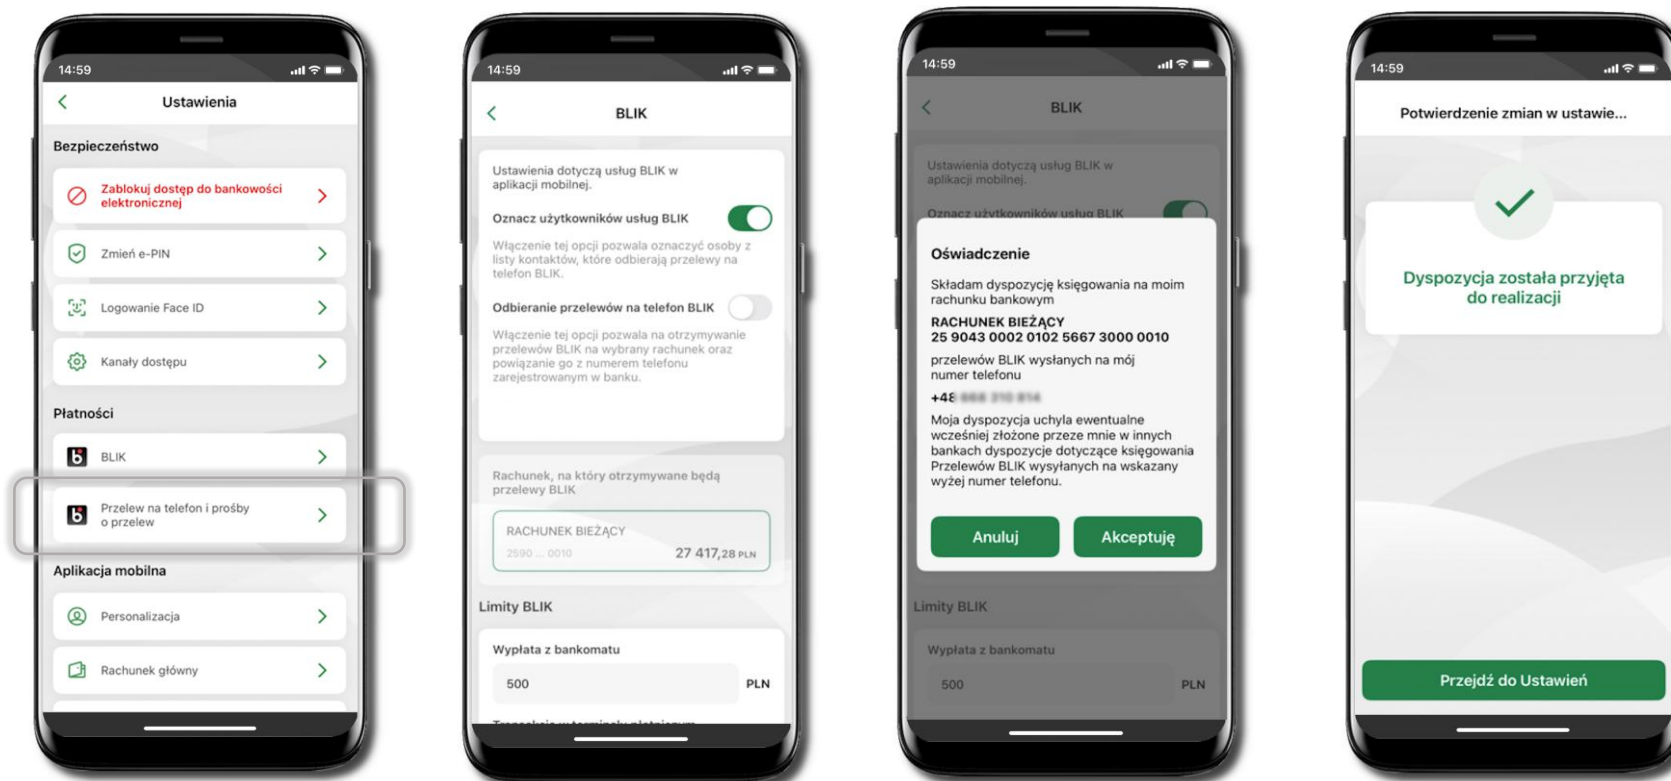 14:59
Ustawienia
Bezpieczeństwo
Zablokuj dostęp do bankowości
elektronicznej
Zmień e-PIN
Logowanie Face ID
Kanały dostępu
Płatności
BLIK
Przelew na telefon i prośby
o przelew
Aplikacja mobilna
Personalizacja
Rachunek główny
14:59
BLIK
Ustawienia dotyczą usług BLIK w
aplikacji mobilnej.
Oznacz użytkowników usług BLIK
Włączenie tej opcji pozwala oznaczyć osoby z
listy kontaktów, które odbierają przelewy na
telefon BLIK.
Odbieranie przelewów na telefon BLIK
Włączenie tej opcji pozwala na otrzymywanie
przelewów BLIK na wybrany rachunek oraz
powiązanie go z numerem telefonu
zarejestrowanym w banku.
Rachunek, na który otrzymywane będą
przelewy BLIK
RACHUNEK BIEŻĄCY
2590 ... 0010 27 417,28 PLN
Limity BLIK
Wypłata z bankomatu
500 PLN
14:59
BLIK
Ustawienia dotyczą usług BLIK w
aplikacji mobilnej.
Oznacz użytkowników usług BLIK
Oświadczenie
Składam dyspozycję księgowania na moim
rachunku bankowym
RACHUNEK BIEŻĄCY
25 9043 0002 0102 5667 3000 0010
przelewów BLIK wysłanych na mój
numer telefonu
Moja dyspozycja uchyla ewentualne
wcześniej złożone przeze mnie w innych
bankach dyspozycje dotyczące księgowania
Przelewów BLIK wysyłanych na wskazany
wyżej numer telefonu.
Anuluj Akceptuję
Limity BLIK
Wypłata z bankomatu
500 PLN
14:59
Potwierdzenie zmian w ustawie...
Dyspozycja została przyjęta
do realizacji
Przejdź do Ustawień